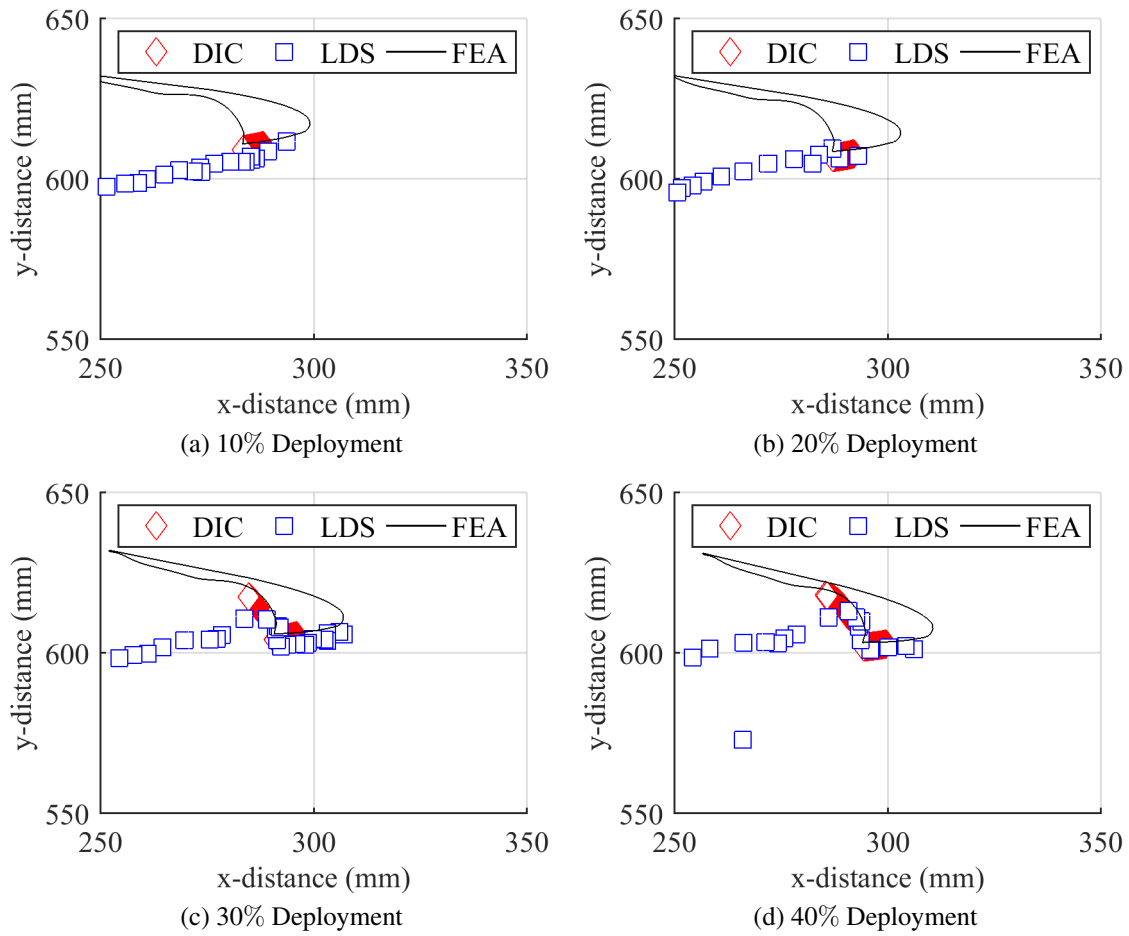 650
DIC LDS FEA
600
550
250 300 350
y-distance (mm)
x-distance (mm)
(a) 10% Deployment
650
DIC LDS FEA
600
550
250 300 350
y-distance (mm)
x-distance (mm)
(b) 20% Deployment
650
DIC LDS FEA
600
550
250 300 350
y-distance (mm)
x-distance (mm)
(c) 30% Deployment
650
DIC LDS FEA
600
550
250 300 350
y-distance (mm)
x-distance (mm)
(d) 40% Deployment